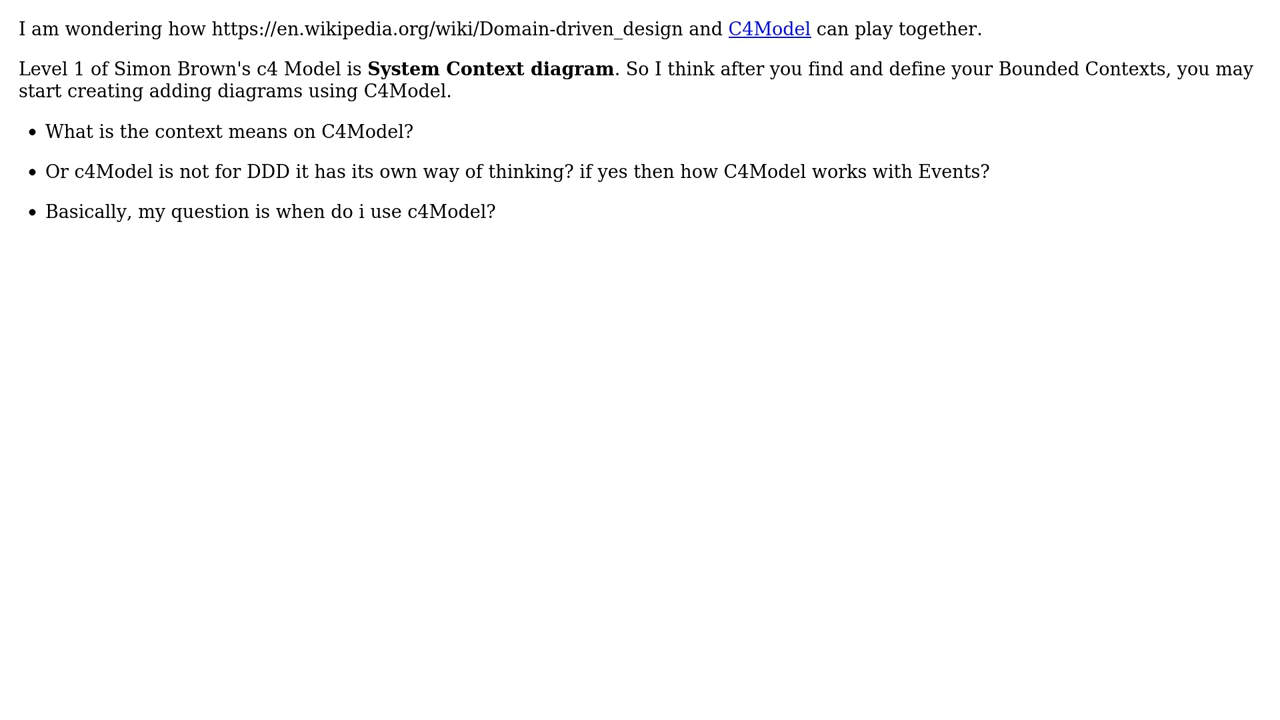 I am wondering how https://en.wikipedia.org/wiki/Domain-driven_design and C4Model can play together.
Level 1 of Simon Brown's c4 Model is System Context diagram. So I think after you find and define your Bounded Contexts, you may
start creating adding diagrams using C4Model.
• What is the context means on C4Model?
• Or c4Model is not for DDD it has its own way of thinking? if yes then how C4Model works with Events?
• Basically, my question is when do i use c4Model?